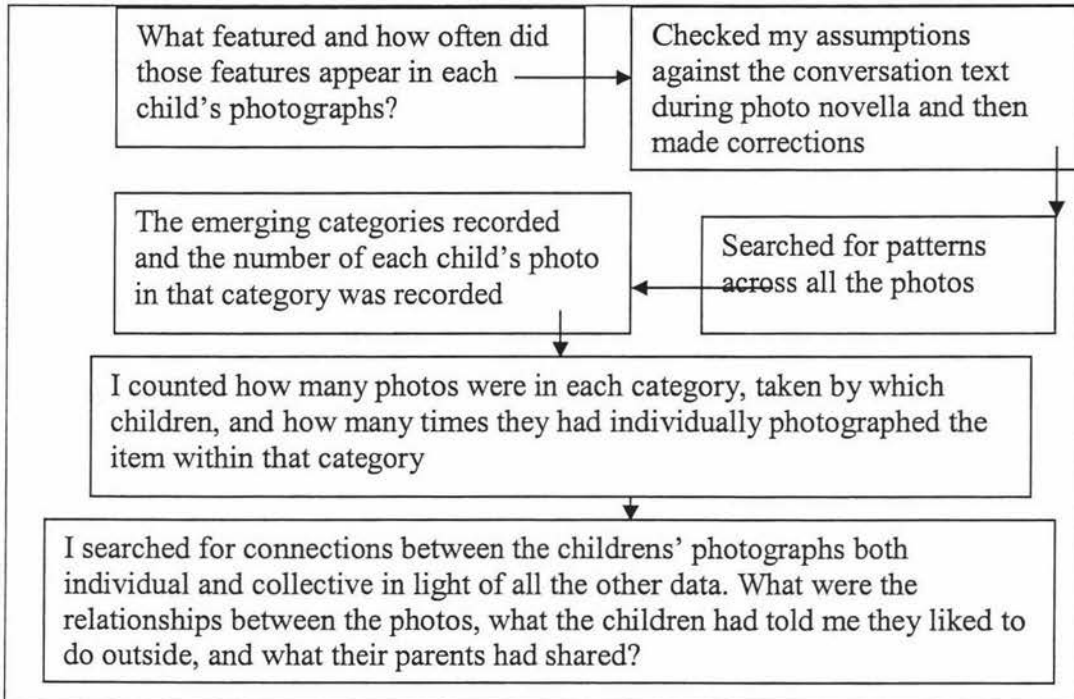 What featured and how often did
those features appear in each
child's photographs?
Checked my assumptions
against the conversation text
during photo novella and then
made corrections
Searched for patterns
across all the photos
The emerging categories recorded
and the number of each child's photo
in that category was recorded
I counted how many photos were in each category, taken by which
children, and how many times they had individually photographed the
item within that category
I searched for connections between the childrens' photographs both
individual and collective in light of all the other data. What were the
relationships between the photos, what the children had told me they liked to
do outside, and what their parents had shared?